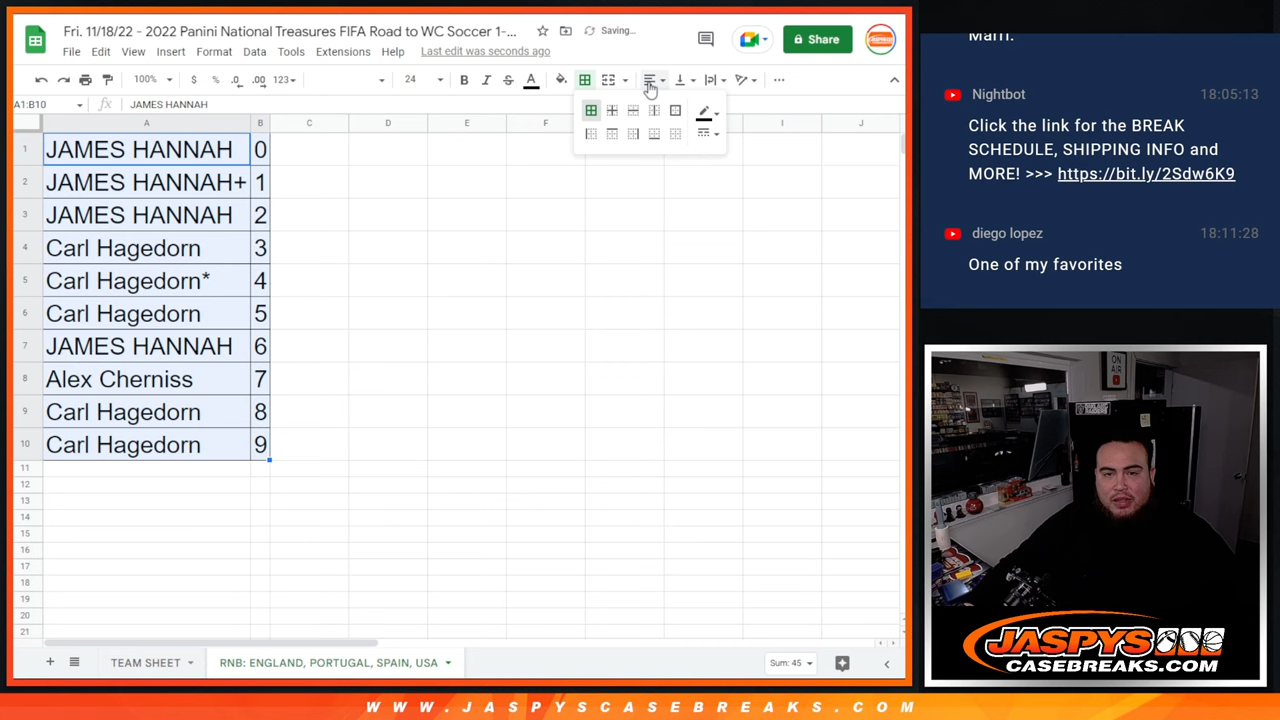 Fri. 11/18/22 - 2022 Panini National Treasures FIFA Road to WC Soccer 1-...
Saving...
Share
File Edit View Insert Format Data Tools Extensions Help Last edit was seconds ago
100% $ % .0 .00 123 24 B I S A
A1:B10 fx JAMES HANNAH
A B C D E F I J
1 JAMES HANNAH 0
2 JAMES HANNAH+ 1
3 JAMES HANNAH 2
4 Carl Hagedorn 3
5 Carl Hagedorn* 4
6 Carl Hagedorn 5
7 JAMES HANNAH 6
8 Alex Cherniss 7
9 Carl Hagedorn 8
10 Carl Hagedorn 9
11
12
13
14
15
16
17
18
19
20
21
TEAM SHEET RNB: ENGLAND, PORTUGAL, SPAIN, USA Sum: 45
Nightbot 18:05:13
Click the link for the BREAK
SCHEDULE, SHIPPING INFO and
MORE! >>> https://bit.ly/2Sdw6K9
diego lopez 18:11:28
One of my favorites
ON
AIR
JASPYS
CASEBREAKS.COM
WWW.JASPYSCASEBREAKS.COM